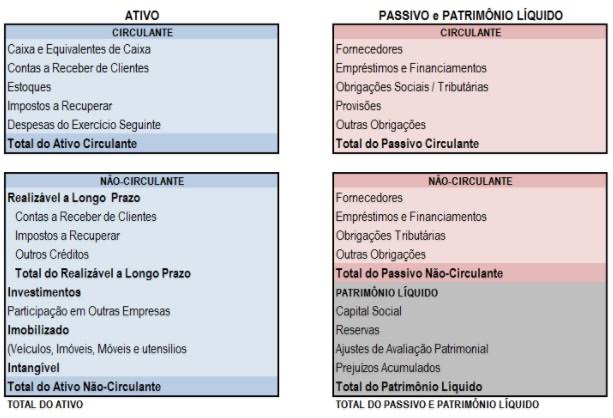 ATIVO
CIRCULANTE
Caixa e Equivalentes de Caixa
Contas a Receber de Clientes
Estoques
Impostos a Recuperar
Despesas do Exercício Seguinte
Total do Ativo Circulante
NÃO-CIRCULANTE
Realizável a Longo Prazo
Contas a Receber de Clientes
Impostos a Recuperar
Outros Créditos
Total do Realizável a Longo Prazo
Investimentos
Participação em Outras Empresas
Imobilizado
(Veículos, Imóveis, Móveis e utensílios
Intangível
Total do Ativo Não-Circulante
TOTAL DO ATIVO
PASSIVO e PATRIMÔNIO LÍQUIDO
CIRCULANTE
Fornecedores
Empréstimos e Financiamentos
Obrigações Sociais / Tributárias
Provisões
Outras Obrigações
Total do Passivo Circulante
NÃO-CIRCULANTE
Fornecedores
Empréstimos e Financiamentos
Obrigações Tributárias
Outras Obrigações
Total do Passivo Não-Circulante
PATRIMÔNIO LÍQUIDO
Capital Social
Reservas
Ajustes de Avaliação Patrimonial
Prejuízos Acumulados
Total do Patrimônio Líquido
TOTAL DO PASSIVO E PATRIMÔNIO LÍQUIDO